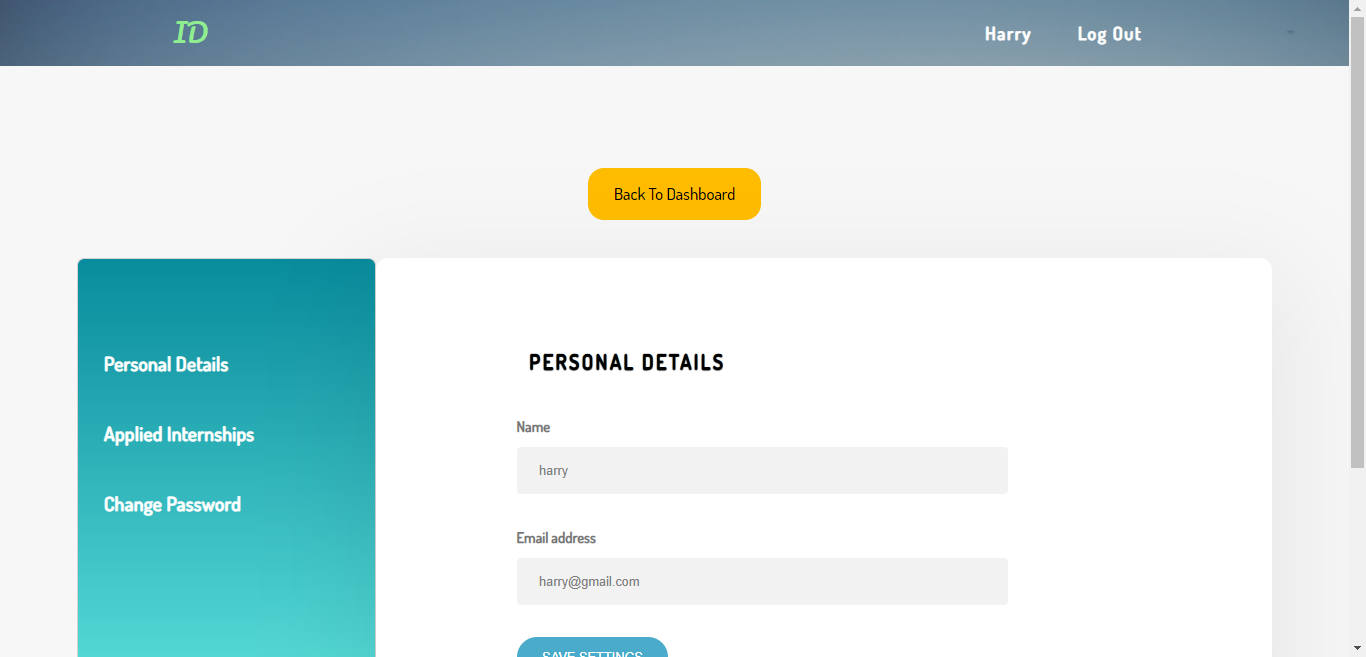 ID
Harry Log Out
Back To Dashboard
Personal Details
Applied Internships
Change Password
PERSONAL DETAILS
Name
harry
Email address
harry@gmail.com
SAVE SETTINGS